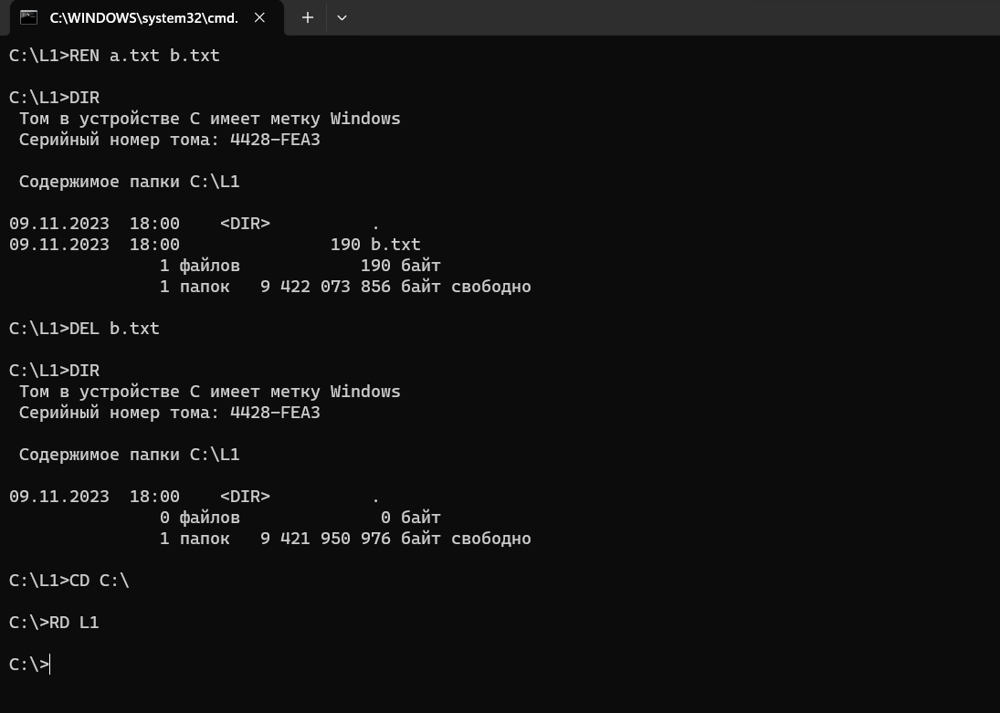 C:\WINDOWS\system32\cmd.
C:\L1>REN a.txt b.txt
C:\L1>DIR
Том в устройстве C имеет метку Windows
Серийный номер тома: 4428-FEA3
Содержимое папки C:\L1
09.11.2023  18:00    <DIR>          .
09.11.2023  18:00               190 b.txt
1 файлов            190 байт
1 папок   9 422 073 856 байт свободно
C:\L1>DEL b.txt
C:\L1>DIR
Том в устройстве C имеет метку Windows
Серийный номер тома: 4428-FEA3
Содержимое папки C:\L1
09.11.2023  18:00    <DIR>          .
0 файлов              0 байт
1 папок   9 421 950 976 байт свободно
C:\L1>CD C:\
C:\>RD L1
C:\>